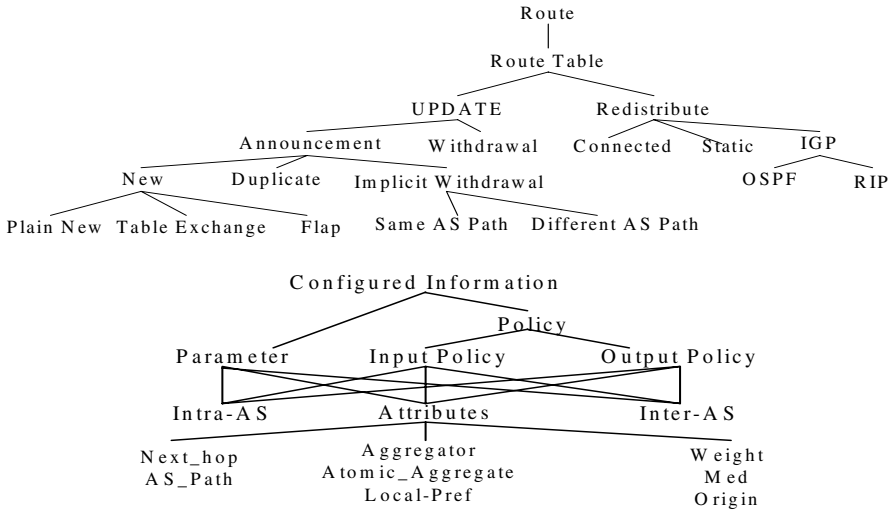 Route
Route Table
UPDATE Redistribute
Announcement Withdrawal Connected Static IGP
New Duplicate Implicit Withdrawal OSPF RIP
Plain New Table Exchange Flap Same AS Path Different AS Path
Configured Information
Policy
Parameter Input Policy Output Policy
Intra-AS Attributes Inter-AS
Next_hop Aggregator Weight
AS_Path Atomic_Aggregate Med
Local-Pref Origin